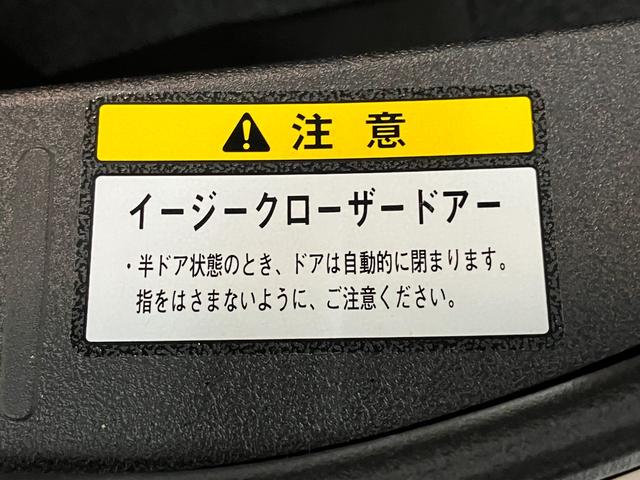 注意
イージークローザードアー
・半ドア状態のとき、ドアは自動的に閉まります。
指をはさまないように、ご注意ください。